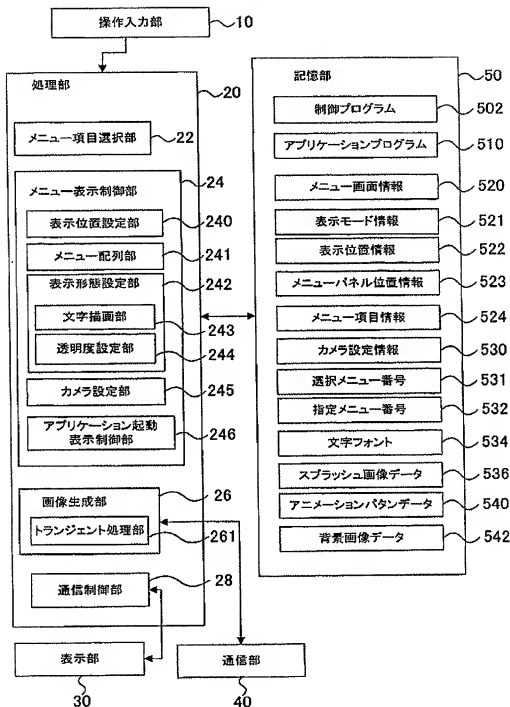 操作入力部
10
処理部
20
メニュー項目選択部
22
メニュー表示制御部
24
表示位置設定部
240
メニュー配列部
241
表示形態設定部
242
文字描画部
243
透明度設定部
244
カメラ設定部
245
アプリケーション起動
表示制御部
246
画像生成部
26
トランジェント処理部
261
通信制御部
28
表示部
30
通信部
40
記憶部
50
制御プログラム
502
アプリケーションプログラム
510
メニュー画面情報
520
表示モード情報
521
表示位置情報
522
メニューパネル位置情報
523
メニュー項目情報
524
カメラ設定情報
530
選択メニュー番号
531
指定メニュー番号
532
文字フォント
534
スプラッシュ画像データ
536
アニメーションパタンデータ
540
背景画像データ
542